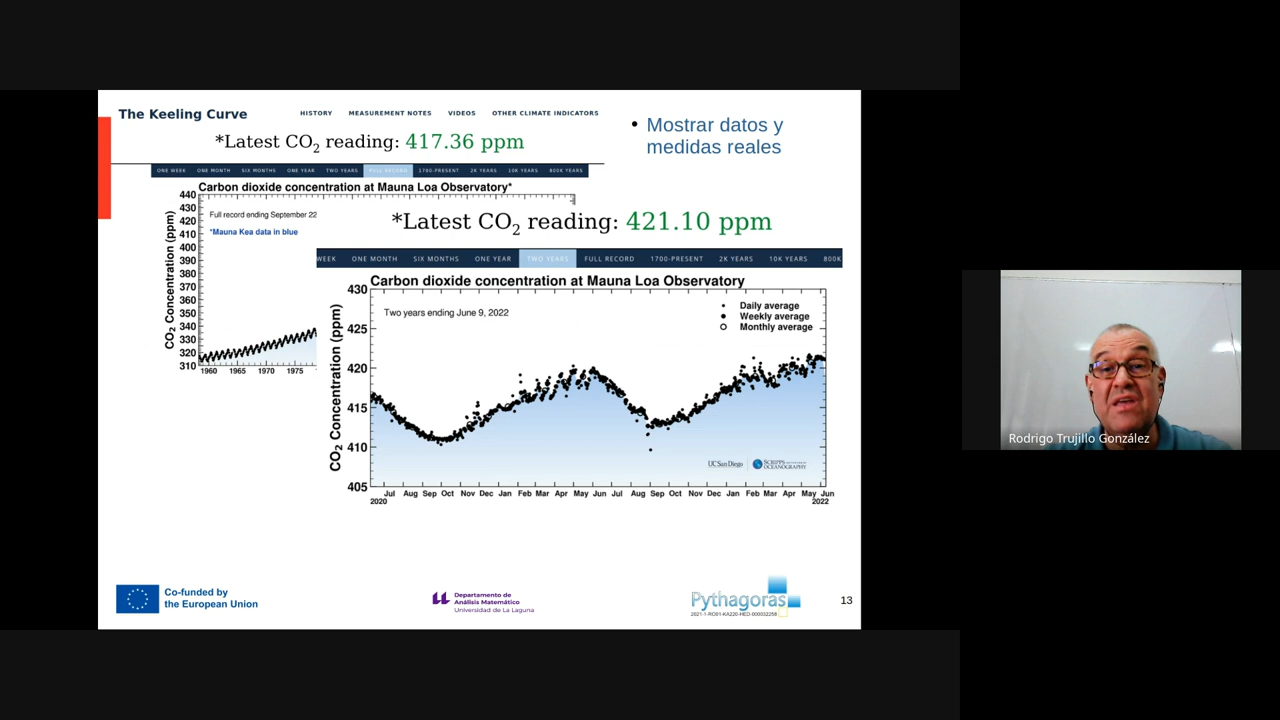 The Keeling Curve
HISTORY MEASUREMENT NOTES VIDEOS OTHER CLIMATE INDICATORS
*Latest CO2 reading: 417.36 ppm
ONE WEEK ONE MONTH SIX MONTHS ONE YEAR TWO YEARS FULL RECORD 1700-PRESENT 2K YEARS 10K YEARS 800K YEARS
Carbon dioxide concentration at Mauna Loa Observatory*
CO2 Concentration (ppm)
440
430
420
410
400
390
380
370
360
350
340
330
320
310
Full record ending September 22
*Mauna Kea data in blue
1960 1965 1970 1975
• Mostrar datos y
medidas reales
*Latest CO2 reading: 421.10 ppm
WEEK ONE MONTH SIX MONTHS ONE YEAR TWO YEARS FULL RECORD 1700-PRESENT 2K YEARS 10K YEARS 800K
Carbon dioxide concentration at Mauna Loa Observatory
CO2 Concentration (ppm)
430
425
420
415
410
405
Two years ending June 9, 2022
Daily average
Weekly average
Monthly average
UC San Diego
SCRIPPS
OCEANOGRAPHY
Jul Aug Sep Oct Nov Dec Jan Feb Mar Apr May Jun Jul Aug Sep Oct Nov Dec Jan Feb Mar Apr May Jun
2020 2022
Co-funded by
the European Union
Departamento de
Análisis Matemático
Universidad de La Laguna
Pythagoras
2021-1-RO01-KA220-HED-000032258
13
Rodrigo Trujillo González